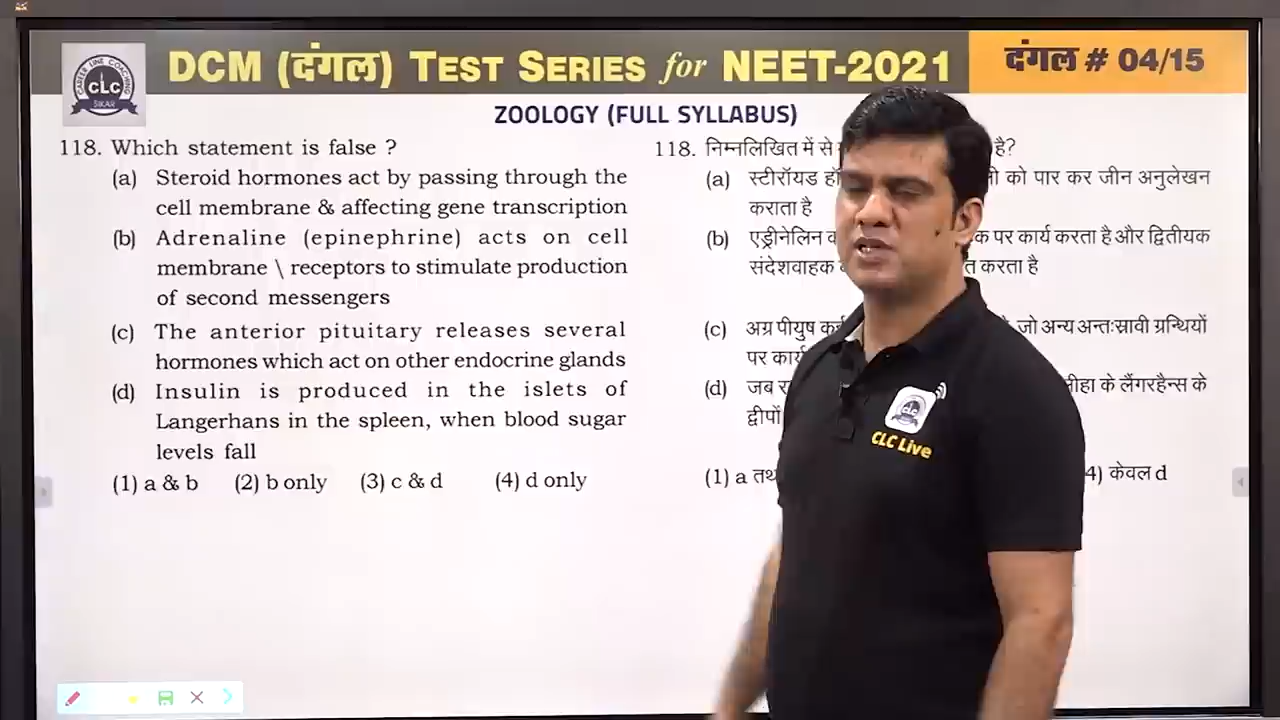 DCM (दंगल) TEST SERIES for NEET-2021
दंगल # 04/15
CAREER LINE COACHING
CLC
SIKAR
ZOOLOGY (FULL SYLLABUS)
118. Which statement is false ?
(a) Steroid hormones act by passing through the
cell membrane & affecting gene transcription
(b) Adrenaline (epinephrine) acts on cell
membrane \ receptors to stimulate production
of second messengers
(c) The anterior pituitary releases several
hormones which act on other endocrine glands
(d) Insulin is produced in the islets of
Langerhans in the spleen, when blood sugar
levels fall
(1) a & b (2) b only (3) c & d (4) d only
118. निम्नलिखित में से है?
(a) स्टीरॉयड को पार कर जीन अनुलेखन
कराता है
(b) एड्रीनेलिन पर कार्य करता है और द्वितीयक
संदेशवाहक करता है
(c) अग्र पीयुष जो अन्य अन्तःस्रावी ग्रन्थियों
पर
(d) जब के लैंगरहैन्स के
द्वीपों
(1) a 4) केवल d
CLC
CLC Live